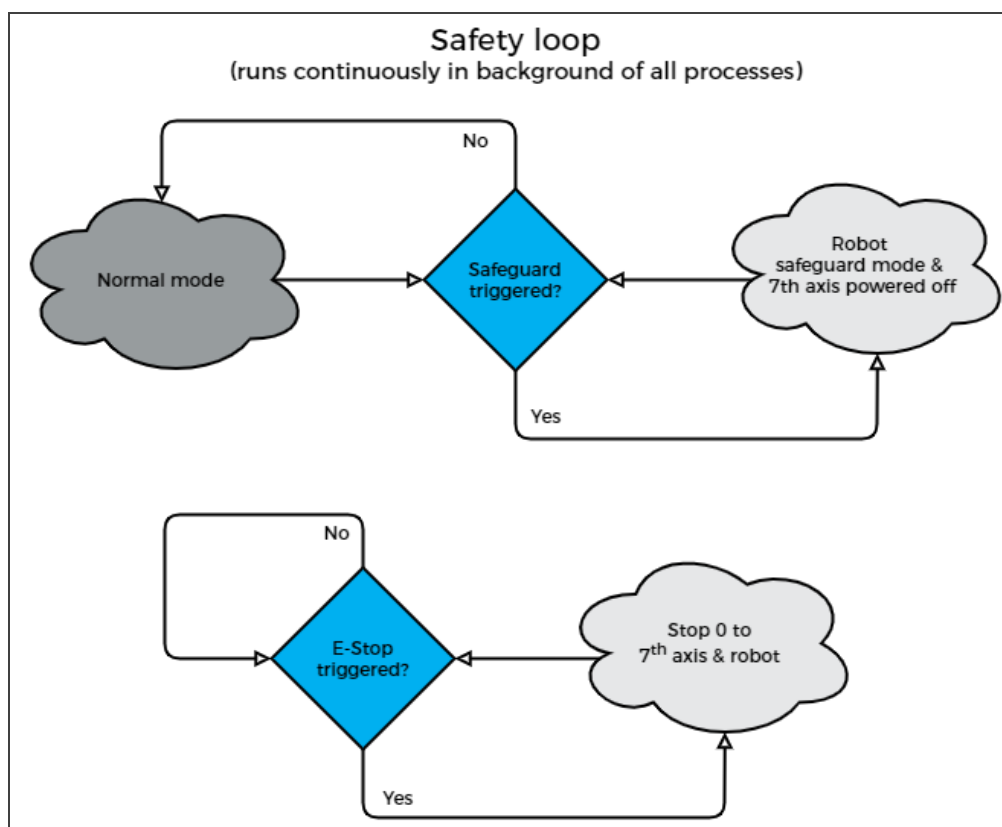 Safety loop
(runs continuously in background of all processes)
No
Normal mode
Safeguard
triggered?
Robot
safeguard mode &
7th axis powered off
Yes
No
E-Stop
triggered?
Stop 0 to
7th axis & robot
Yes